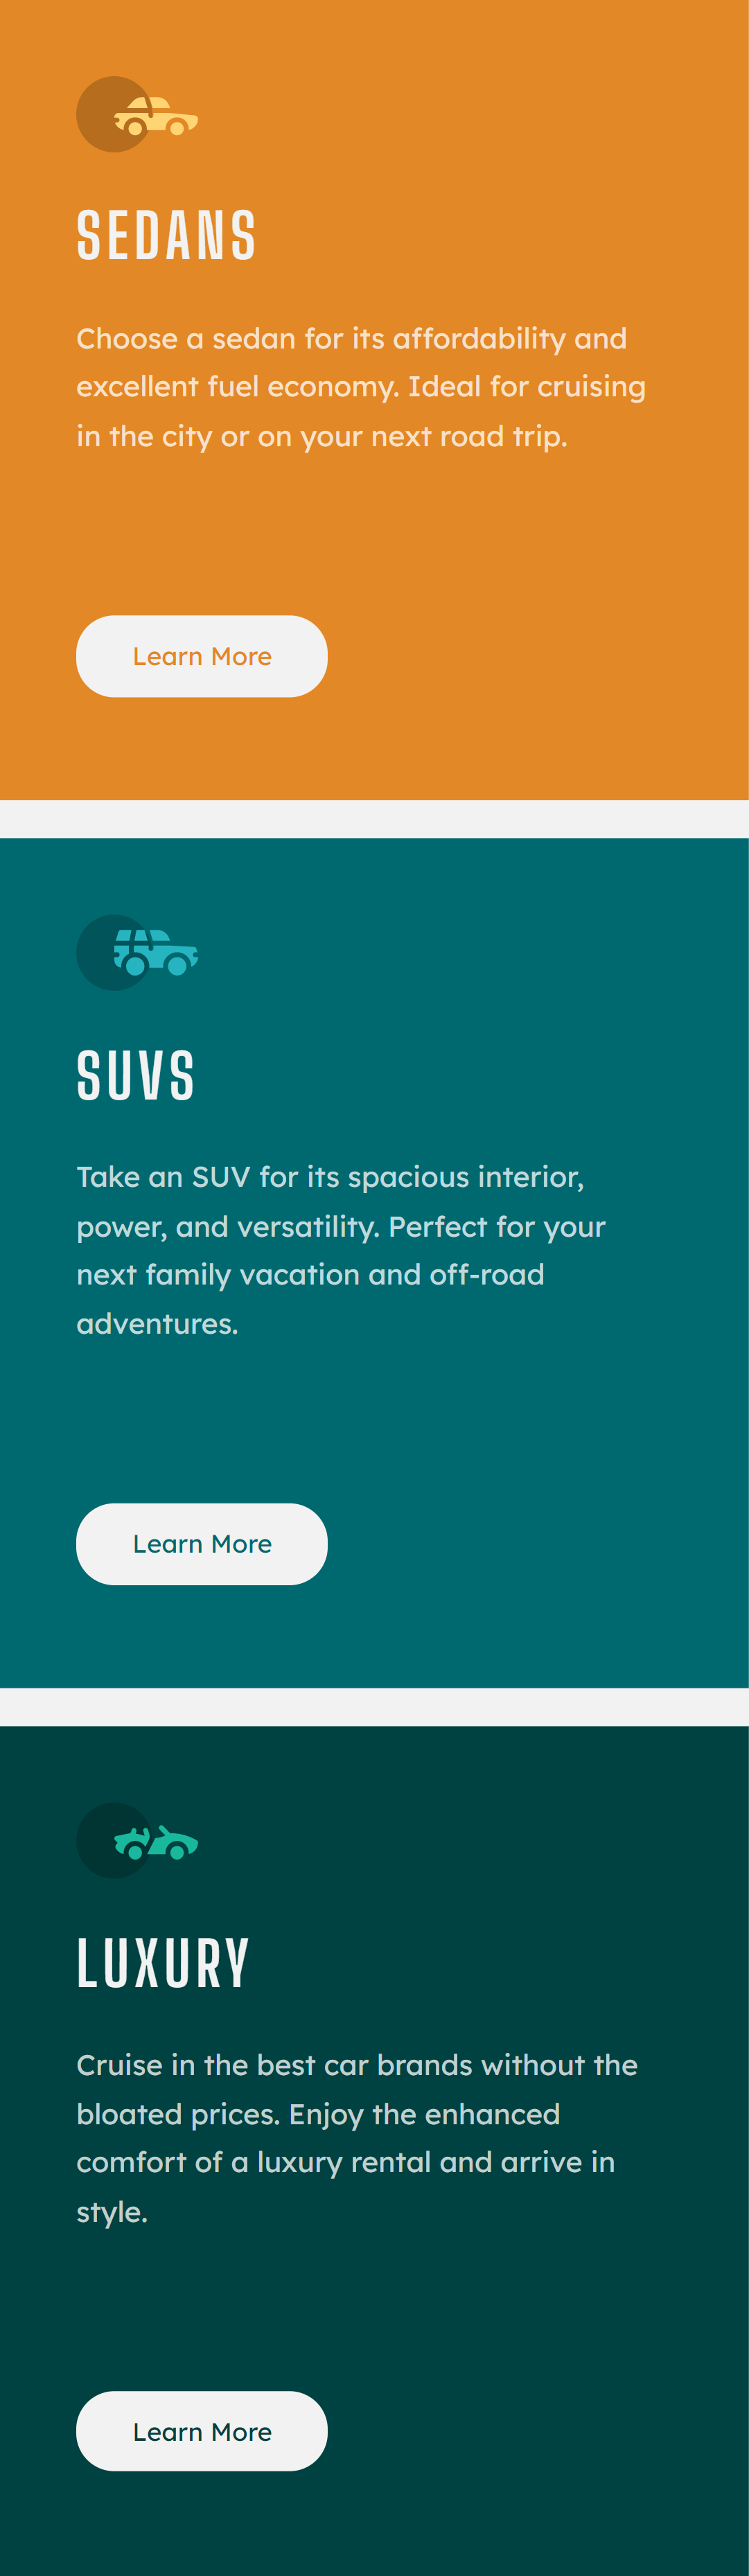 SEDANS
Choose a sedan for its affordability and
excellent fuel economy. Ideal for cruising
in the city or on your next road trip.
Learn More
SUVS
Take an SUV for its spacious interior,
power, and versatility. Perfect for your
next family vacation and off-road
adventures.
Learn More
LUXURY
Cruise in the best car brands without the
bloated prices. Enjoy the enhanced
comfort of a luxury rental and arrive in
style.
Learn More